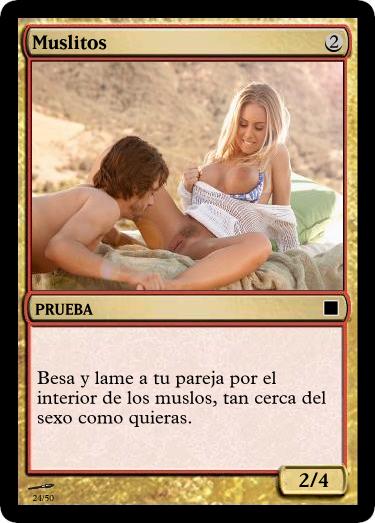 Muslitos
2
PRUEBA
Besa y lame a tu pareja por el
interior de los muslos, tan cerca del
sexo como quieras.
2/4
24/50